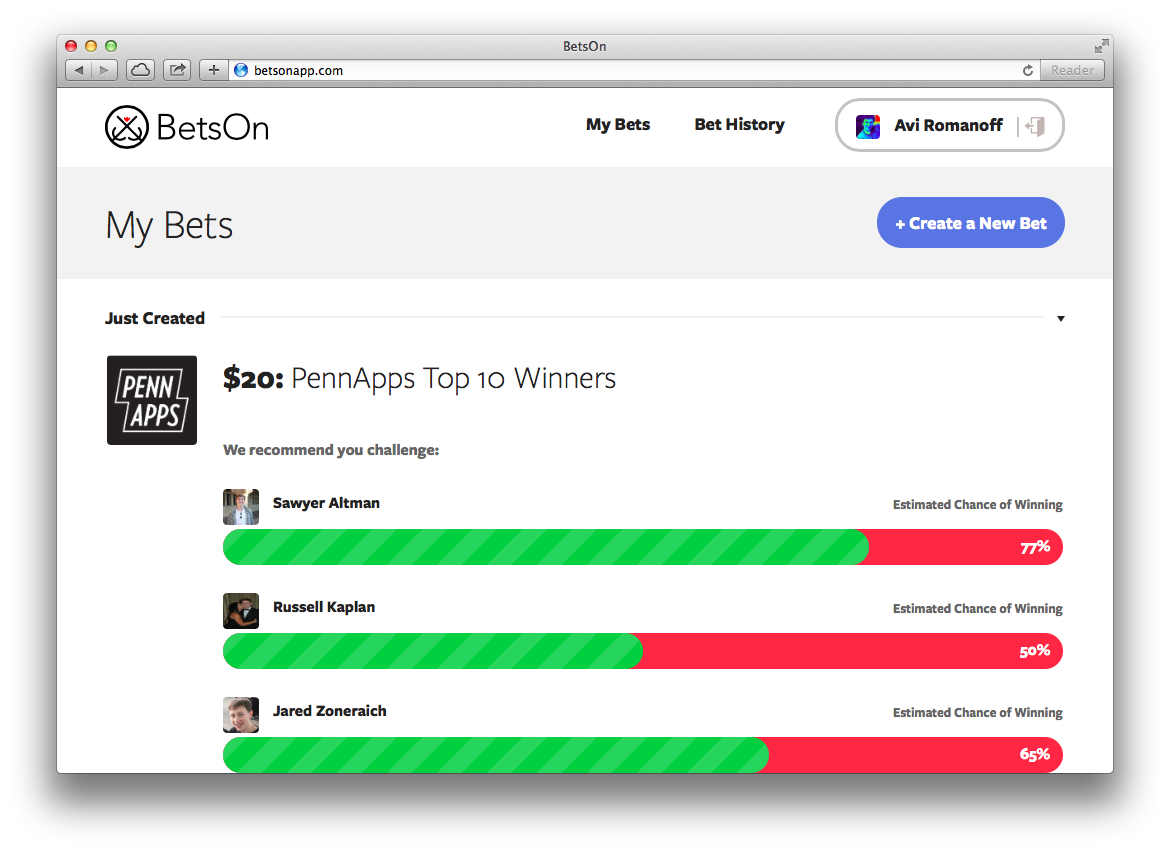 BetsOn
betsonapp.com
Reader
BetsOn
My Bets
Bet History
Avi Romanoff
My Bets
+ Create a New Bet
Just Created
PENN
APPS
$20: PennApps Top 10 Winners
We recommend you challenge:
Sawyer Altman
Estimated Chance of Winning
77%
Russell Kaplan
Estimated Chance of Winning
50%
Jared Zoneraich
Estimated Chance of Winning
65%